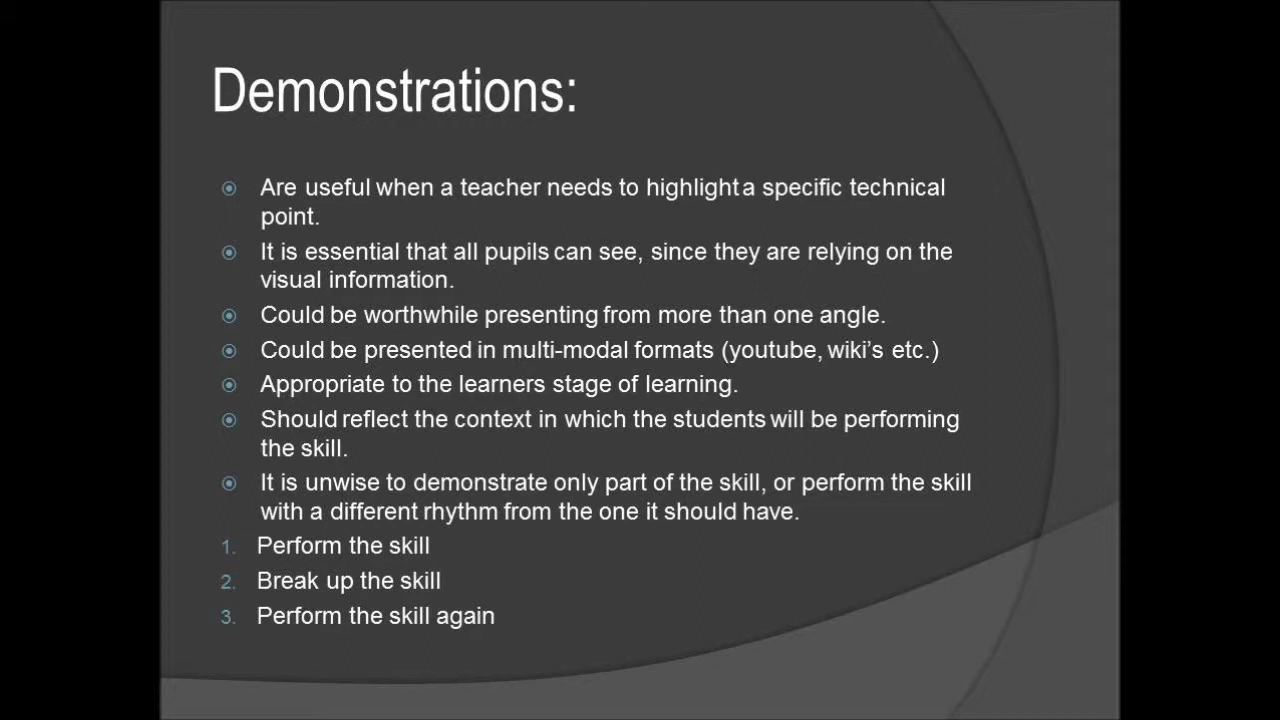 Demonstrations:
Are useful when a teacher needs to highlight a specific technical
point.
It is essential that all pupils can see, since they are relying on the
visual information.
Could be worthwhile presenting from more than one angle.
Could be presented in multi-modal formats (youtube, wiki's etc.)
Appropriate to the learners stage of learning.
Should reflect the context in which the students will be performing
the skill.
It is unwise to demonstrate only part of the skill, or perform the skill
with a different rhythm from the one it should have.
1. Perform the skill
2. Break up the skill
3. Perform the skill again